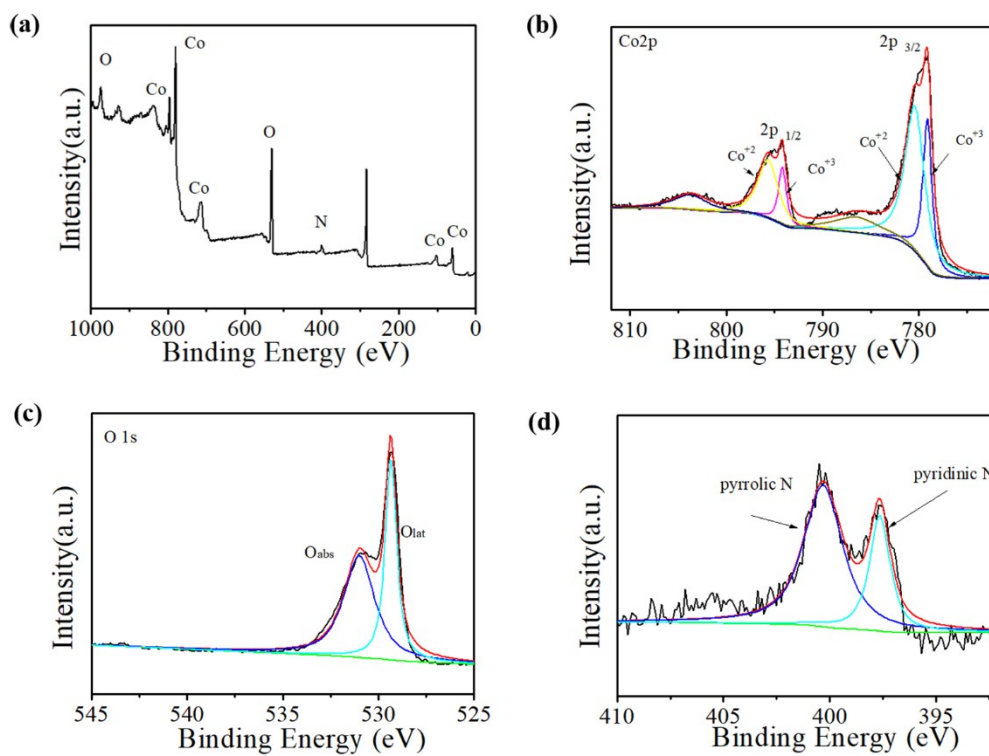 (a)
O
Co
Co
Co
O
N
Co
Co
Intensity(a.u.)
1000 800 600 400 200 0
Binding Energy (eV)
(b)
Co2p
2p 3/2
2p 1/2
Co+2
Co+3
Co+2
Co+3
Intensity(a.u.)
810 800 790 780
Binding Energy (eV)
(c)
O 1s
Oabs
Olat
Intensity(a.u.)
545 540 535 530 525
Binding Energy (eV)
(d)
pyrrolic N
pyridinic N
Intensity(a.u.)
410 405 400 395
Binding Energy (eV)